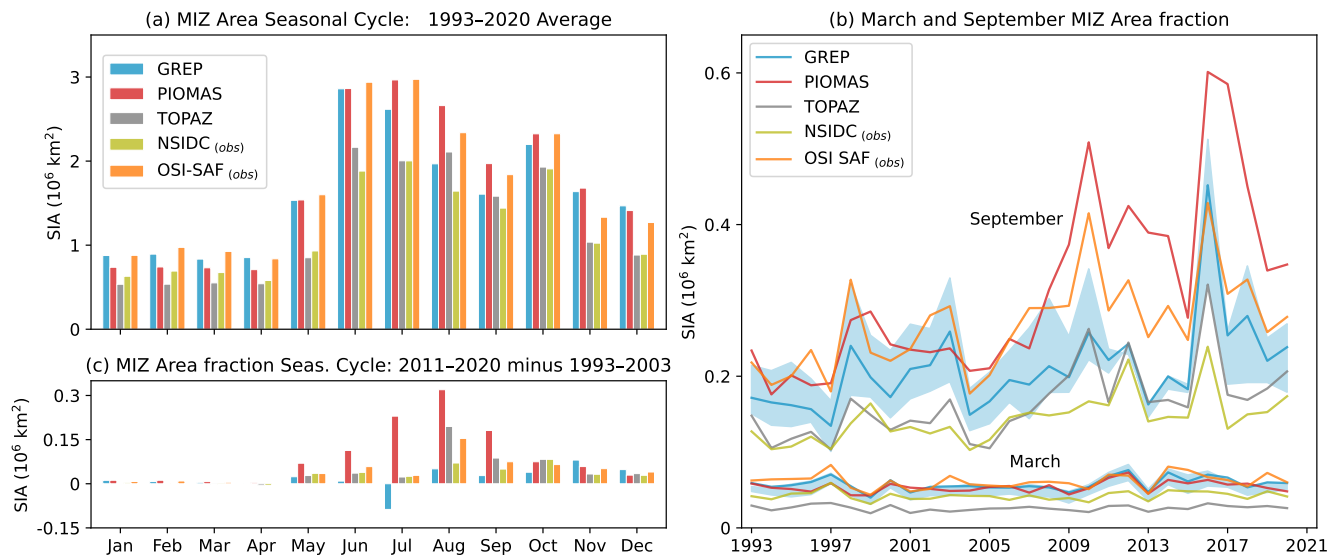 (a) MIZ Area Seasonal Cycle: 1993–2020 Average
SIA (10⁶ km²)
3
2
1
0
GREP
PIOMAS
TOPAZ
NSIDC (obs)
OSI-SAF (obs)
(c) MIZ Area fraction Seas. Cycle: 2011–2020 minus 1993–2003
SIA (10⁶ km²)
0.3
0.15
0
-0.15
Jan Feb Mar Apr May Jun Jul Aug Sep Oct Nov Dec
(b) March and September MIZ Area fraction
SIA (10⁶ km²)
0.6
0.4
0.2
0
GREP
PIOMAS
TOPAZ
NSIDC (obs)
OSI SAF (obs)
September
March
1993 1997 2001 2005 2009 2013 2017 2021